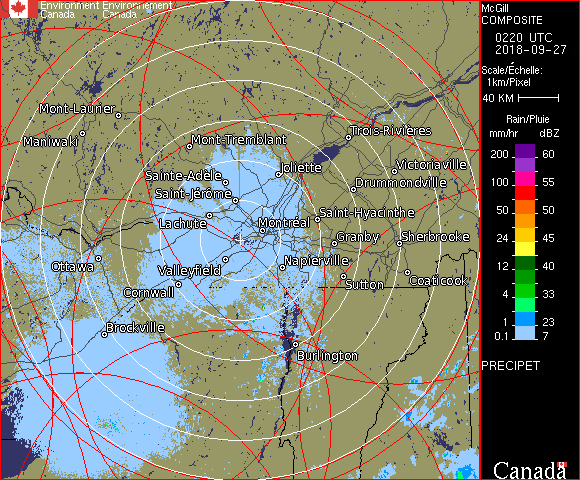 Environment Environnement
Canada Canada
McGill
COMPOSITE
0220 UTC
2018-09-27
Scale/Échelle:
1km/Pixel
40 KM
Rain/Pluie
mm/hr dBZ
200 60
100 55
50 50
24 45
12 40
4 33
1 23
0.1 7
PRECIPET
Canada
Mont-Laurier
Maniwaki
Mont-Tremblant
Trois-Rivières
Joliette
Victoriaville
Sainte-Adèle
Drummondville
Saint-Jérôme
Saint-Hyacinthe
Lachute
Montréal
Granby
Sherbrooke
Ottawa
Valleyfield
Napierville
Coaticook
Sutton
Cornwall
Brockville
Burlington